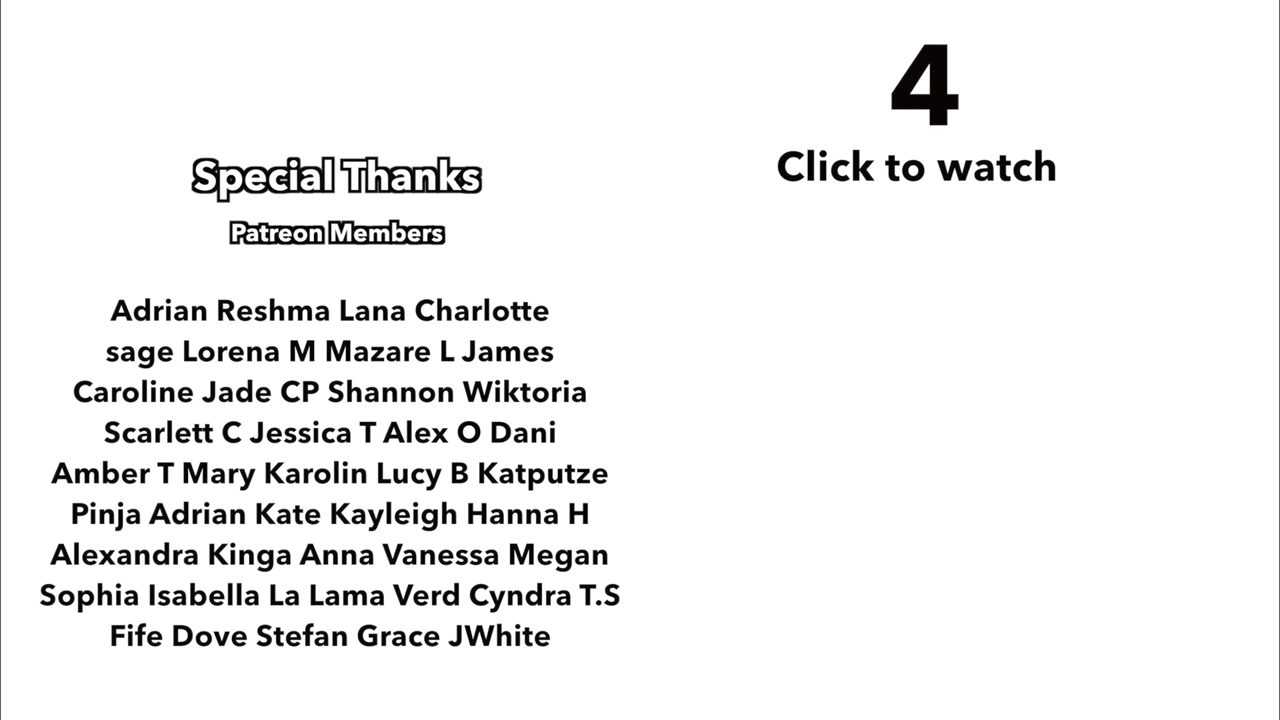 4
Click to watch
Special Thanks
Patreon Members
Adrian Reshma Lana Charlotte
sage Lorena M Mazare L James
Caroline Jade CP Shannon Wiktoria
Scarlett C Jessica T Alex O Dani
Amber T Mary Karolin Lucy B Katputze
Pinja Adrian Kate Kayleigh Hanna H
Alexandra Kinga Anna Vanessa Megan
Sophia Isabella La Lama Verd Cyndra T.S
Fife Dove Stefan Grace JWhite